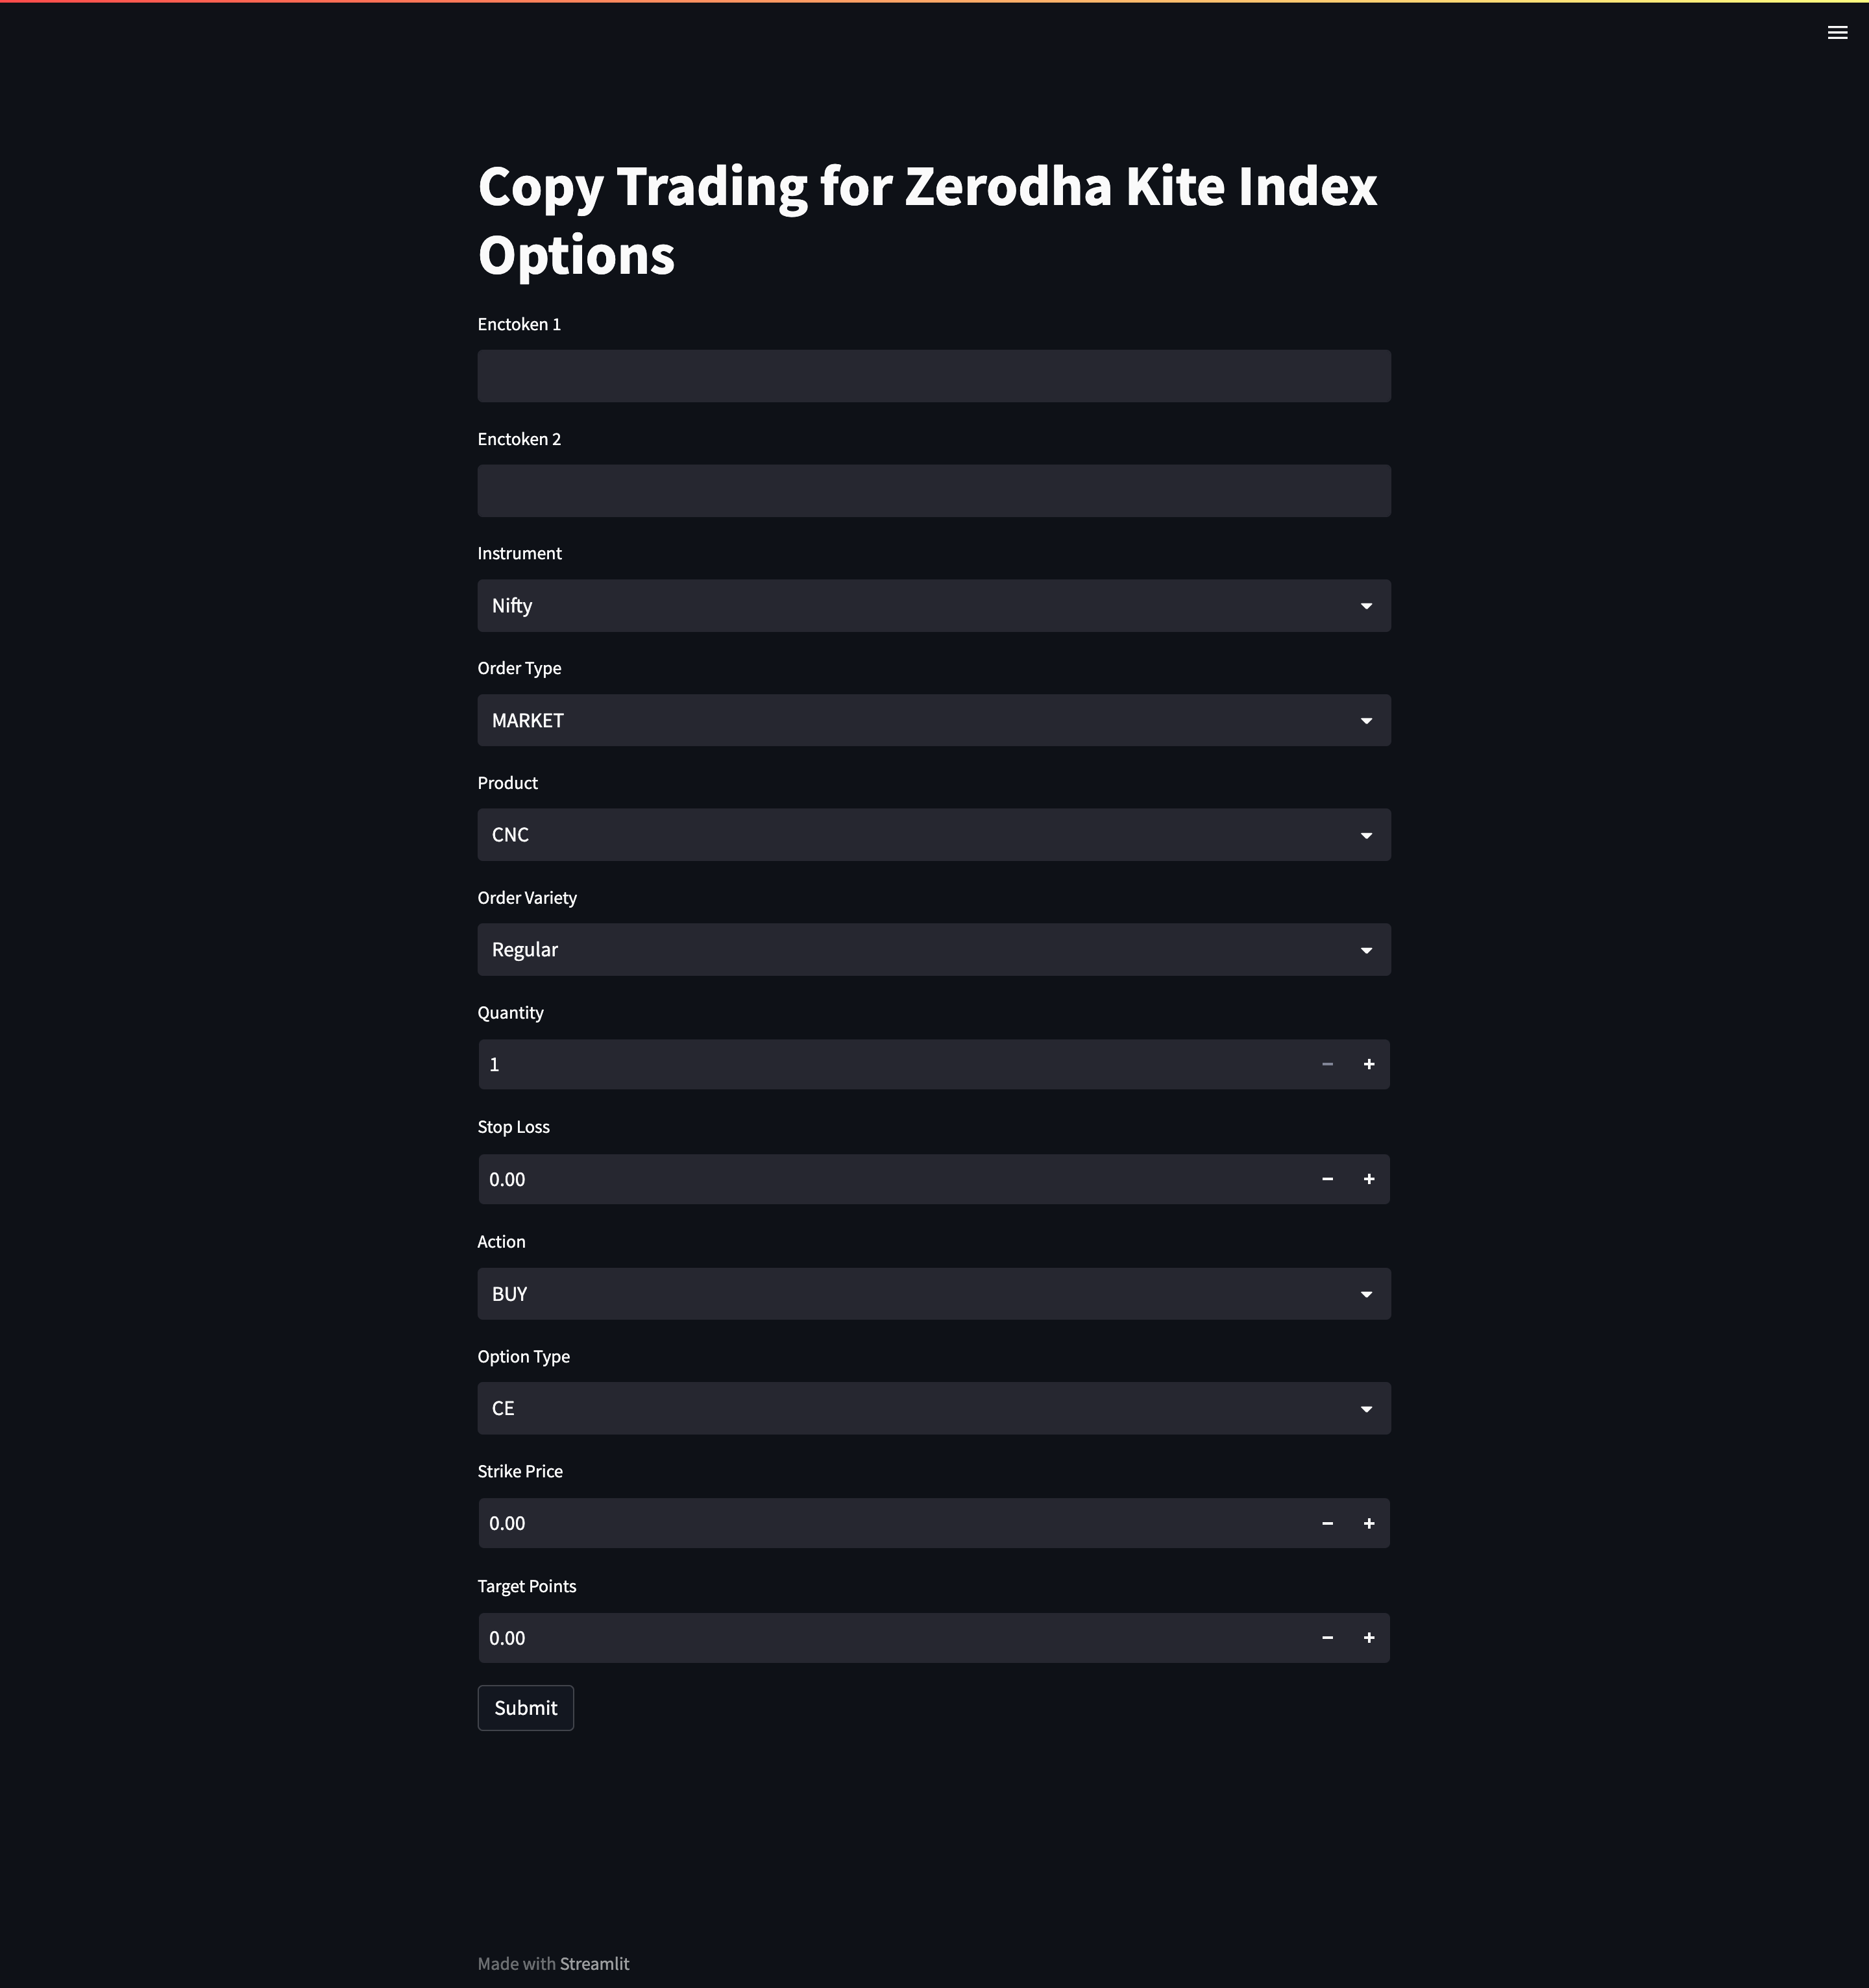 Copy Trading for Zerodha Kite Index
Options
Enctoken 1
Enctoken 2
Instrument
Nifty
Order Type
MARKET
Product
CNC
Order Variety
Regular
Quantity
1
Stop Loss
0.00
Action
BUY
Option Type
CE
Strike Price
0.00
Target Points
0.00
Submit
Made with Streamlit